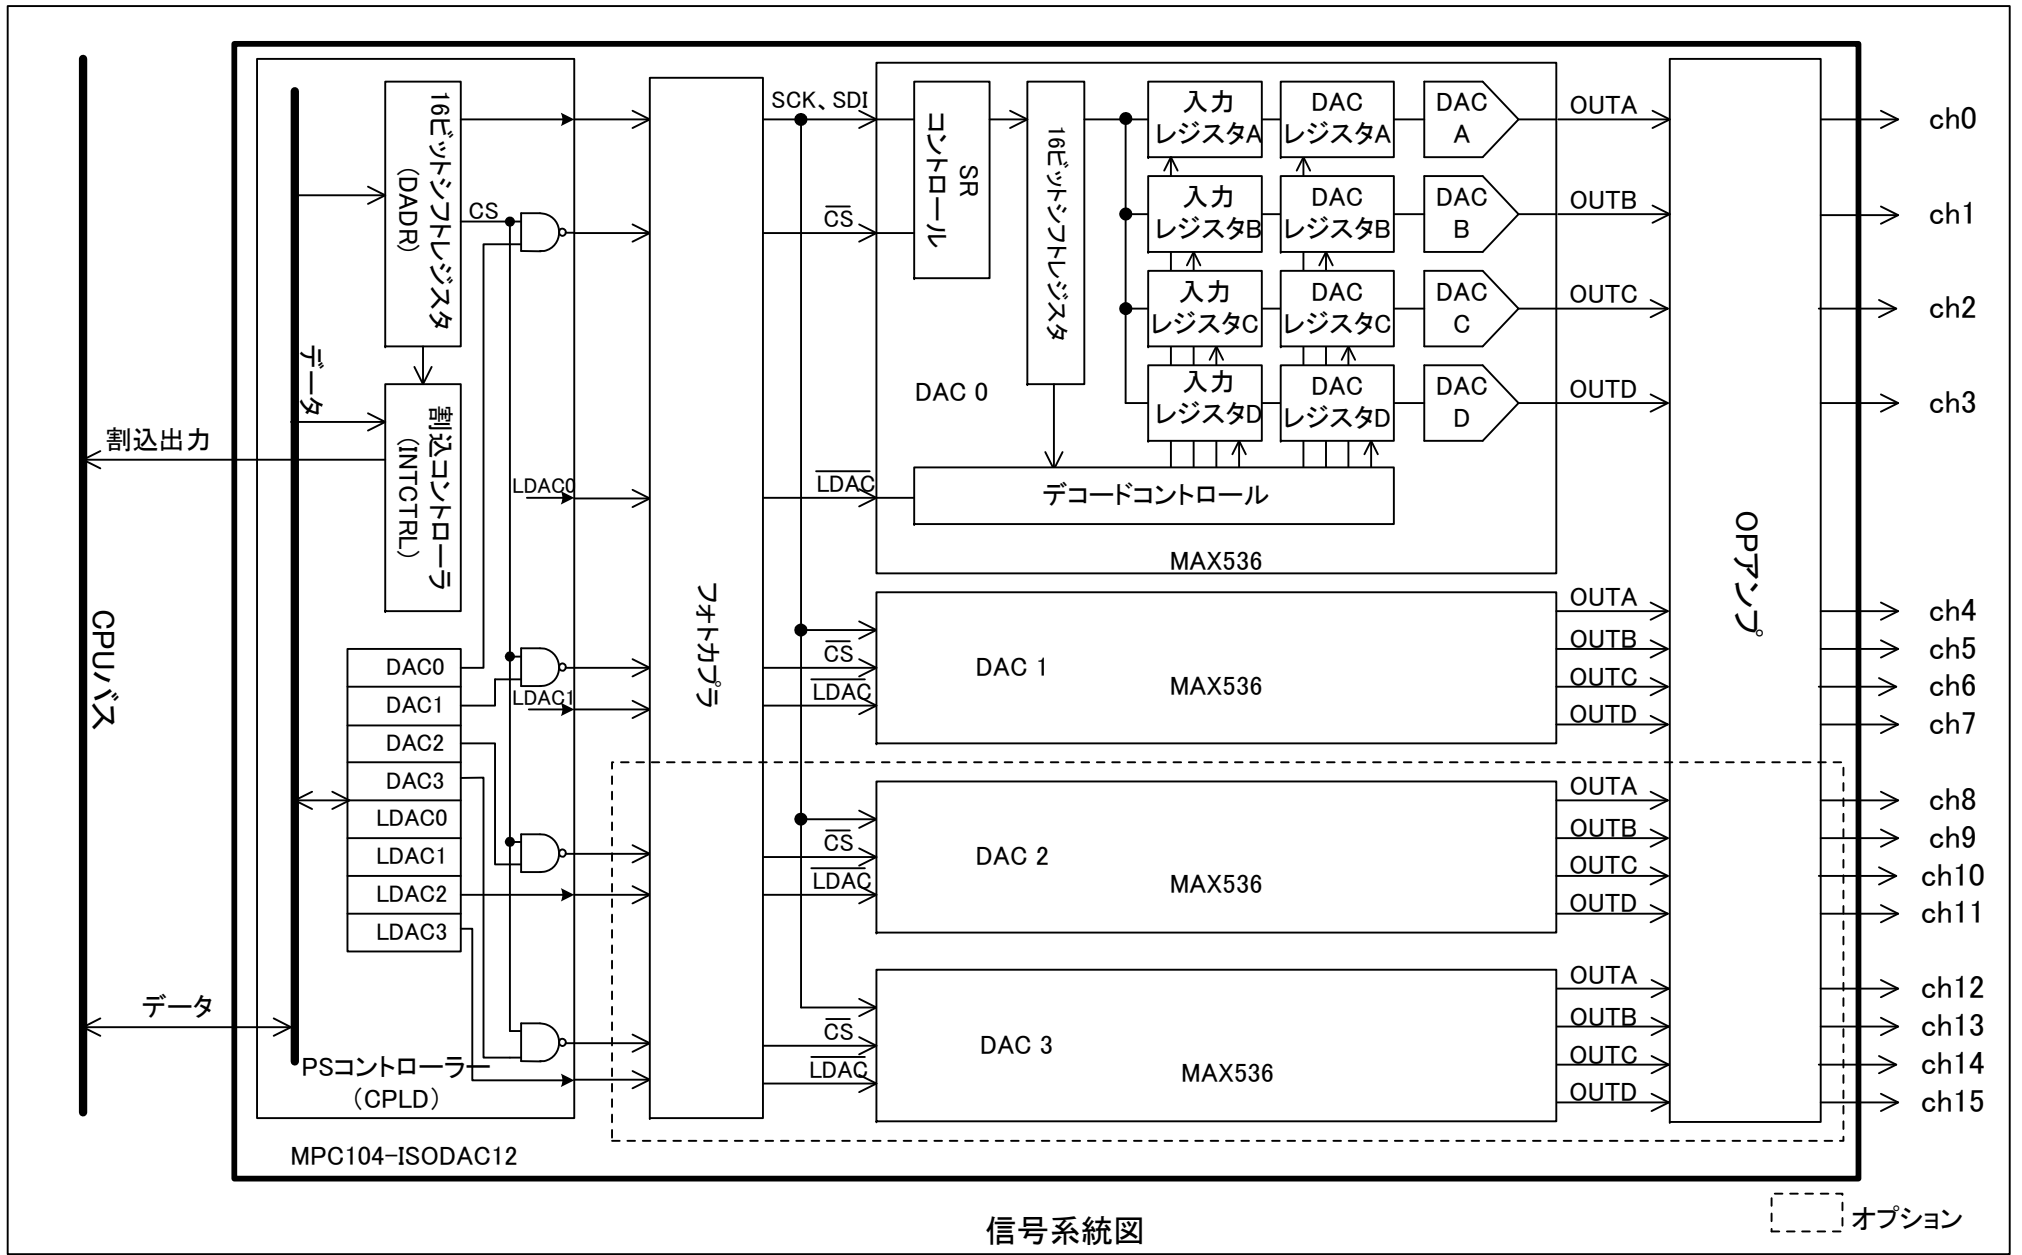 CPUバス
割込出力
データ
データ
16ビットシフトレジスタ
(DADR)
CS
割込コントローラ
(INTCTRL)
LDAC0
LDAC1
DAC0
DAC1
DAC2
DAC3
LDAC0
LDAC1
LDAC2
LDAC3
PSコントローラー
（CPLD）
MPC104-ISODAC12
フォトカプラ
SCK、SDI
CS
LDAC
SR
コントロール
16ビットシフトレジスタ
入力
レジスタA
DAC
レジスタA
DAC
A
入力
レジスタB
DAC
レジスタB
DAC
B
入力
レジスタC
DAC
レジスタC
DAC
C
入力
レジスタD
DAC
レジスタD
DAC
D
DAC 0
デコードコントロール
MAX536
OUTA
OUTB
OUTC
OUTD
CS
LDAC
DAC 1
MAX536
OUTA
OUTB
OUTC
OUTD
CS
LDAC
DAC 2
MAX536
OUTA
OUTB
OUTC
OUTD
CS
LDAC
DAC 3
MAX536
OUTA
OUTB
OUTC
OUTD
OPアンプ
ch0
ch1
ch2
ch3
ch4
ch5
ch6
ch7
ch8
ch9
ch10
ch11
ch12
ch13
ch14
ch15
信号系統図
オプション